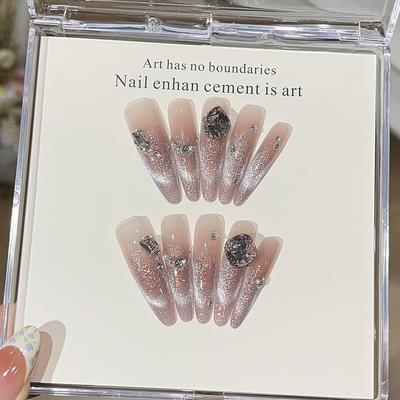 Art has no boundaries
Nail enhan cement is art